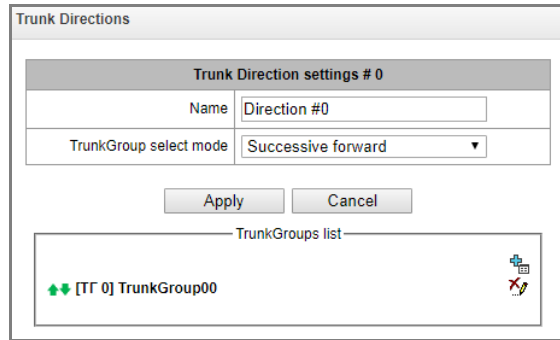 Trunk Directions
Trunk Direction settings # 0
Name Direction #0
TrunkGroup select mode Successive forward
Apply Cancel
TrunkGroups list
[ТГ 0] TrunkGroup00